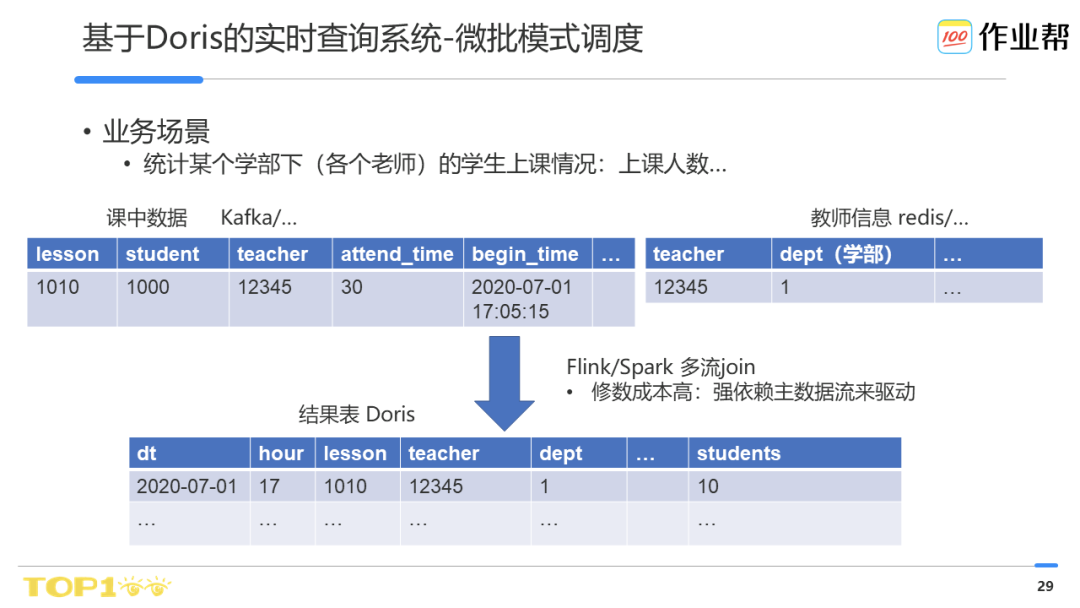 基于Doris的实时查询系统-微批模式调度
100 作业帮
• 业务场景
• 统计某个学部下（各个老师）的学生上课情况：上课人数...
课中数据 Kafka/...
教师信息 redis/...
lesson student teacher attend_time begin_time ...
1010 1000 12345 30 2020-07-01
17:05:15
teacher dept（学部） ...
12345 1 ...
Flink/Spark 多流join
• 修数成本高：强依赖主数据流来驱动
结果表 Doris
dt hour lesson teacher dept ... students
2020-07-01 17 1010 12345 1 10
... ... ... ... ... ...
TOP100
29